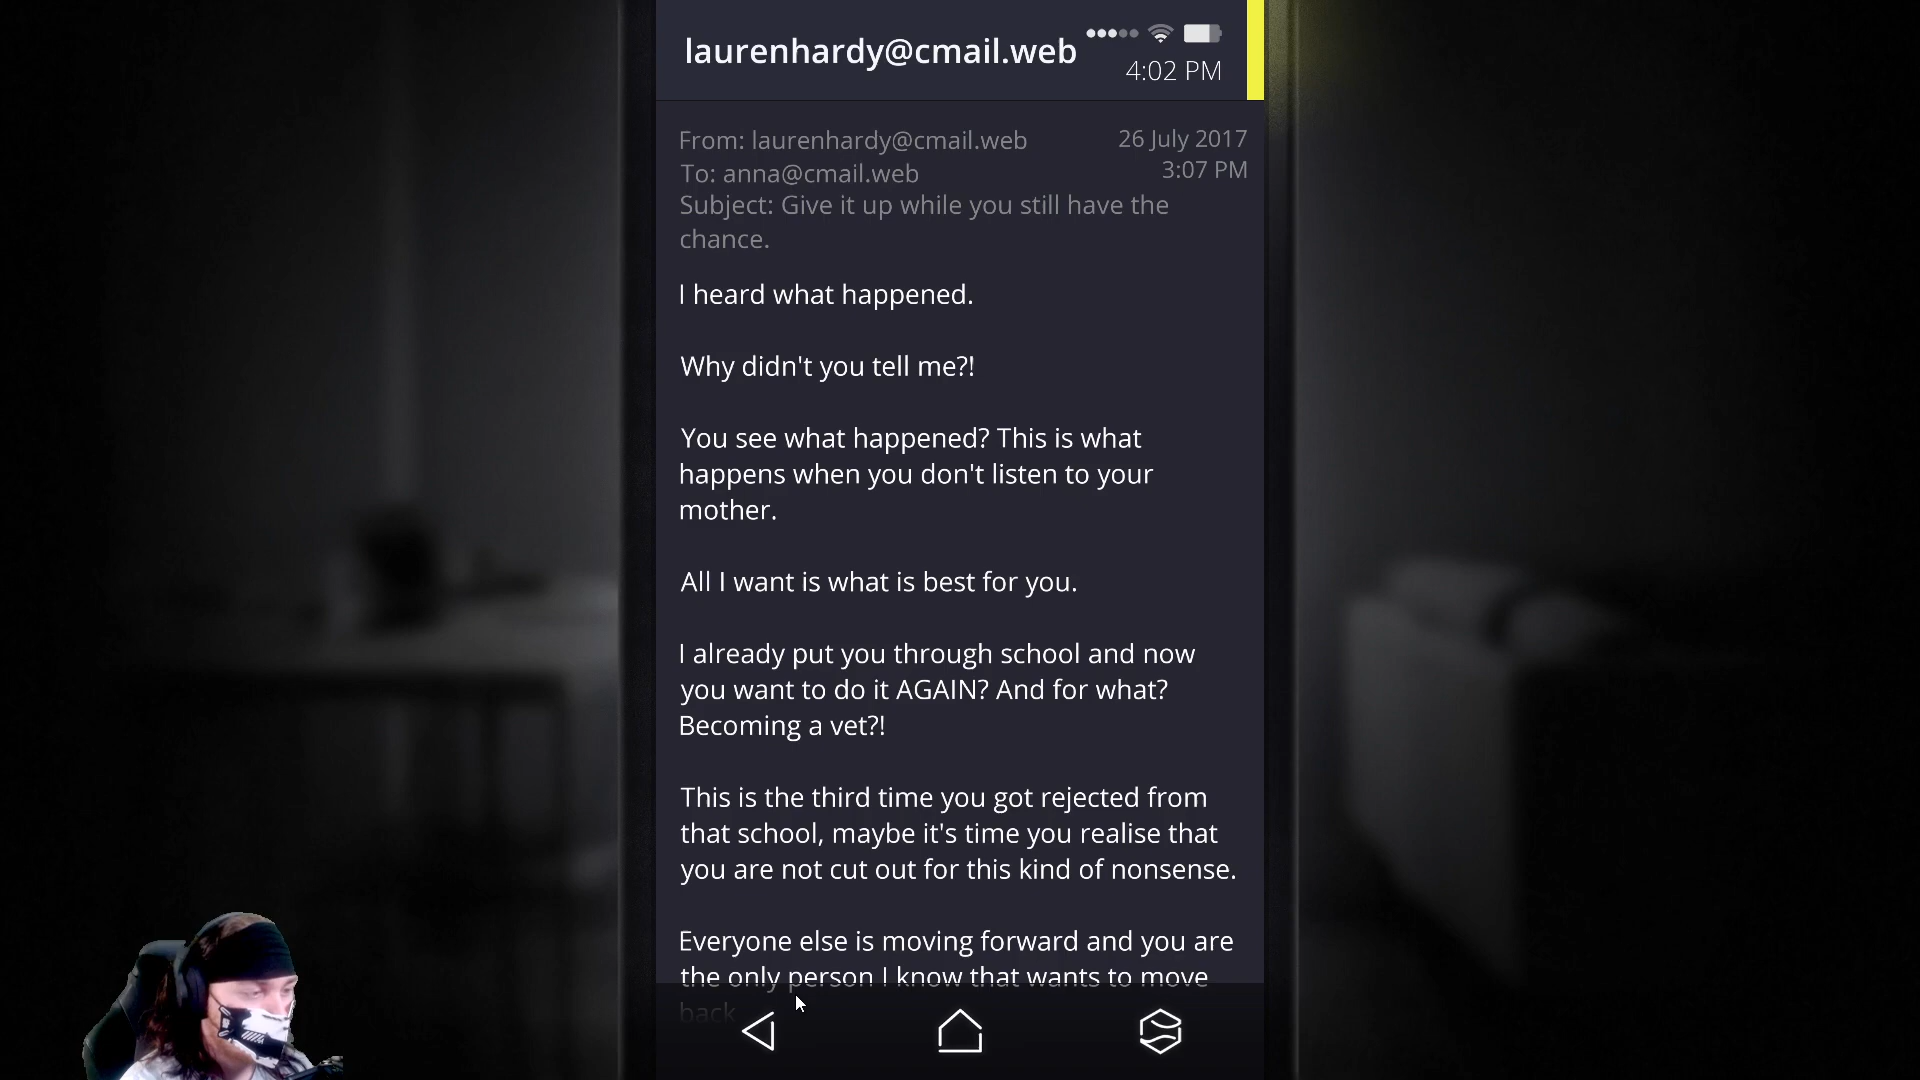 laurenhardy@cmail.web
4:02 PM
From: laurenhardy@cmail.web
26 July 2017
To: anna@cmail.web
3:07 PM
Subject: Give it up while you still have the
chance.
I heard what happened.
Why didn't you tell me?!
You see what happened? This is what
happens when you don't listen to your
mother.
All I want is what is best for you.
I already put you through school and now
you want to do it AGAIN? And for what?
Becoming a vet?!
This is the third time you got rejected from
that school, maybe it's time you realise that
you are not cut out for this kind of nonsense.
Everyone else is moving forward and you are
the only person I know that wants to move
back